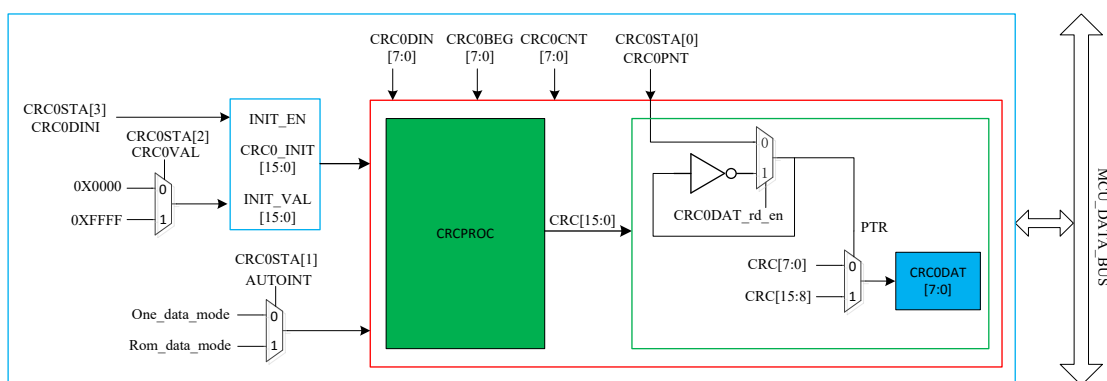 CRC0DIN
[7:0]
CRC0BEG
[7:0]
CRC0CNT
[7:0]
CRC0STA[0]
CRC0PNT
CRC0STA[3]
CRC0DINI
CRC0STA[2]
CRC0VAL
0X0000
0
0XFFFF
1
INIT_EN
CRC0_INIT
[15:0]
INIT_VAL
[15:0]
CRC0STA[1]
AUTOINT
One_data_mode
0
Rom_data_mode
1
CRCPROC
CRC[15:0]
0
1
CRC0DAT_rd_en
PTR
CRC[7:0]
0
CRC[15:8]
1
CRC0DAT
[7:0]
MCU_DATA_BUS